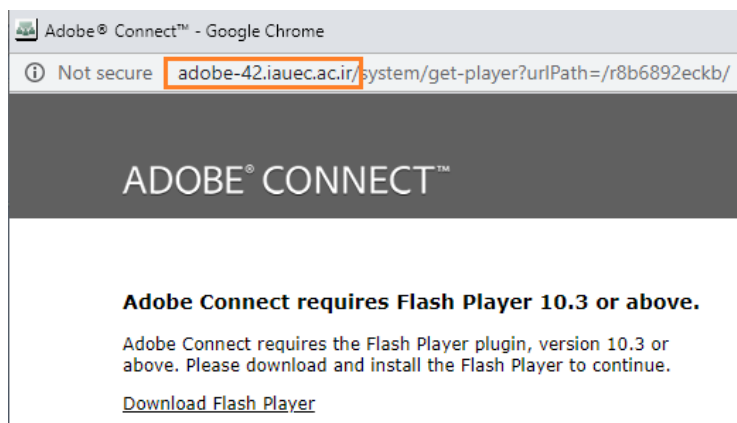 Adobe® Connect™ - Google Chrome
Not secure adobe-42.iauec.ac.ir/system/get-player?urlPath=/r8b6892eckb/
ADOBE® CONNECT™
Adobe Connect requires Flash Player 10.3 or above.
Adobe Connect requires the Flash Player plugin, version 10.3 or
above. Please download and install the Flash Player to continue.
Download Flash Player